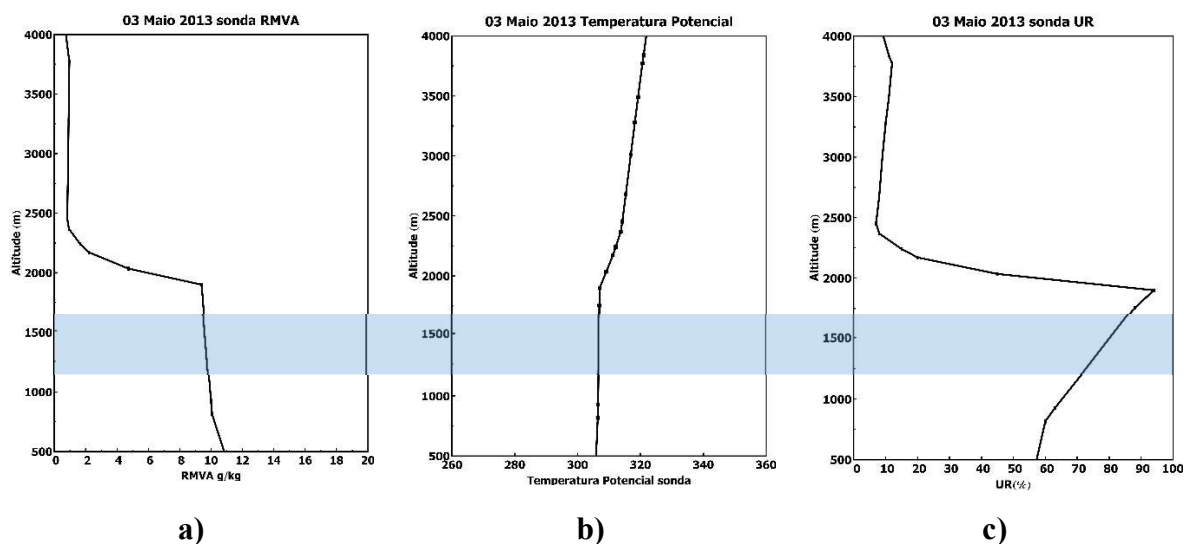 03 Maio 2013 sonda RMVA
4000
3500
3000
2500
2000
1500
1000
500
Altitude (m)
0 2 4 6 8 10 12 14 16 18 20
RMVA g/kg
a)
03 Maio 2013 Temperatura Potencial
4000
3500
3000
2500
2000
1500
1000
500
Altitude (m)
260 280 300 320 340 360
Temperatura Potencial sonda
b)
03 Maio 2013 sonda UR
4000
3500
3000
2500
2000
1500
1000
500
Altitude (m)
0 10 20 30 40 50 60 70 80 90 100
UR(%)
c)